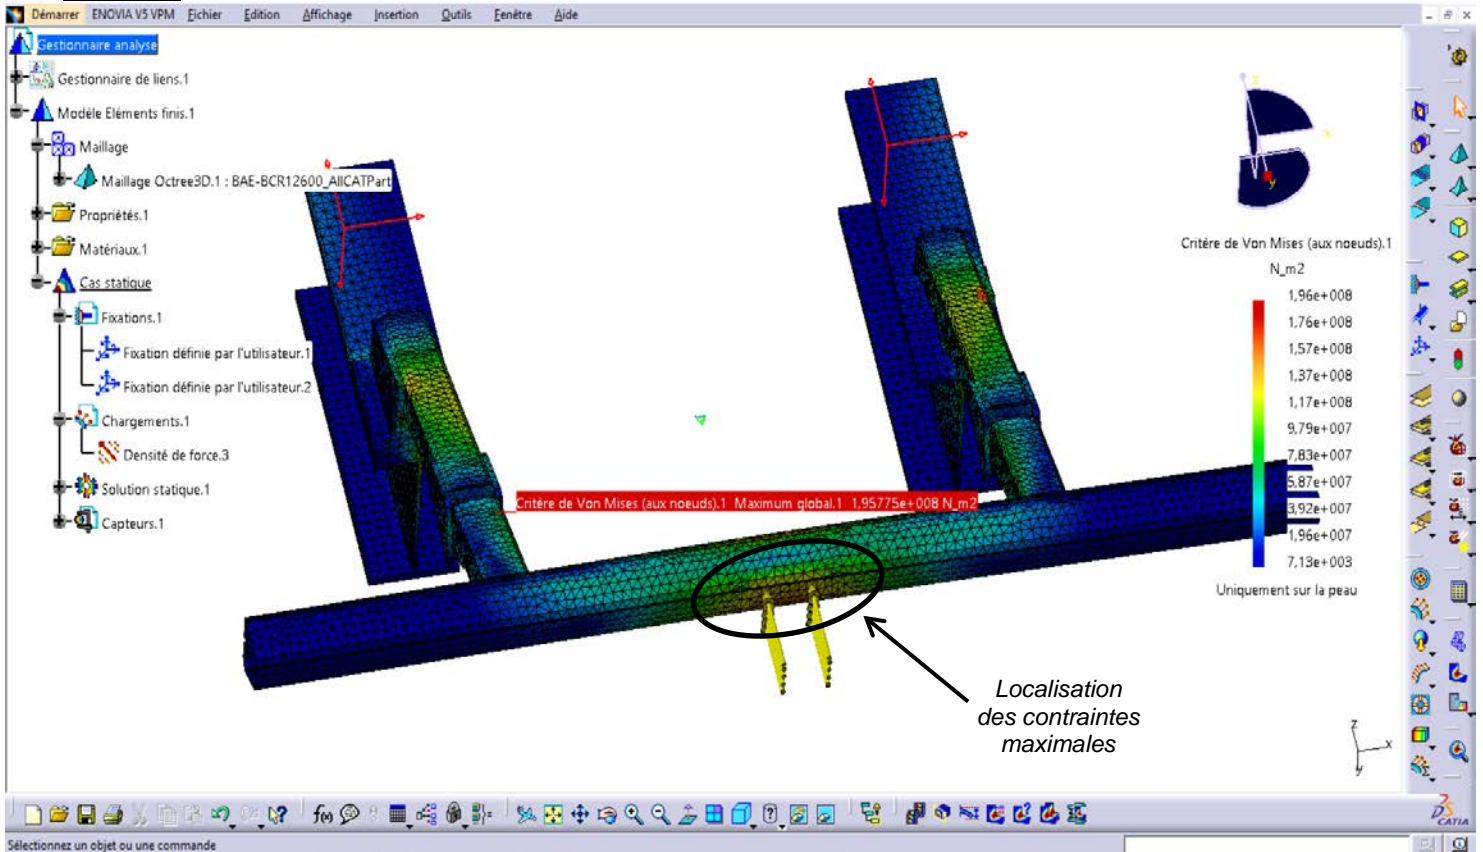 Démarrer ENOVIA V5 VPM Fichier Edition Affichage Insertion Outils Fenêtre Aide
Gestionnaire analyse
Gestionnaire de liens.1
Modèle Eléments finis.1
Maillage
Maillage Octree3D.1 : BAE-BCR12600_AllCATPart
Propriétés.1
Matériaux.1
Cas statique
Fixations.1
Fixation définie par l'utilisateur.1
Fixation définie par l'utilisateur.2
Chargements.1
Densité de force.3
Solution statique.1
Capteurs.1
Critère de Von Mises (aux noeuds).1 Maximum global.1 1,95775e+008 N_m2
Critère de Von Mises (aux noeuds).1
N_m2
1,96e+008
1,76e+008
1,57e+008
1,37e+008
1,17e+008
9,79e+007
7,83e+007
5,87e+007
3,92e+007
1,96e+007
7,13e+003
Uniquement sur la peau
Localisation
des contraintes
maximales
z
x
y
CATIA
Sélectionnez un objet ou une commande